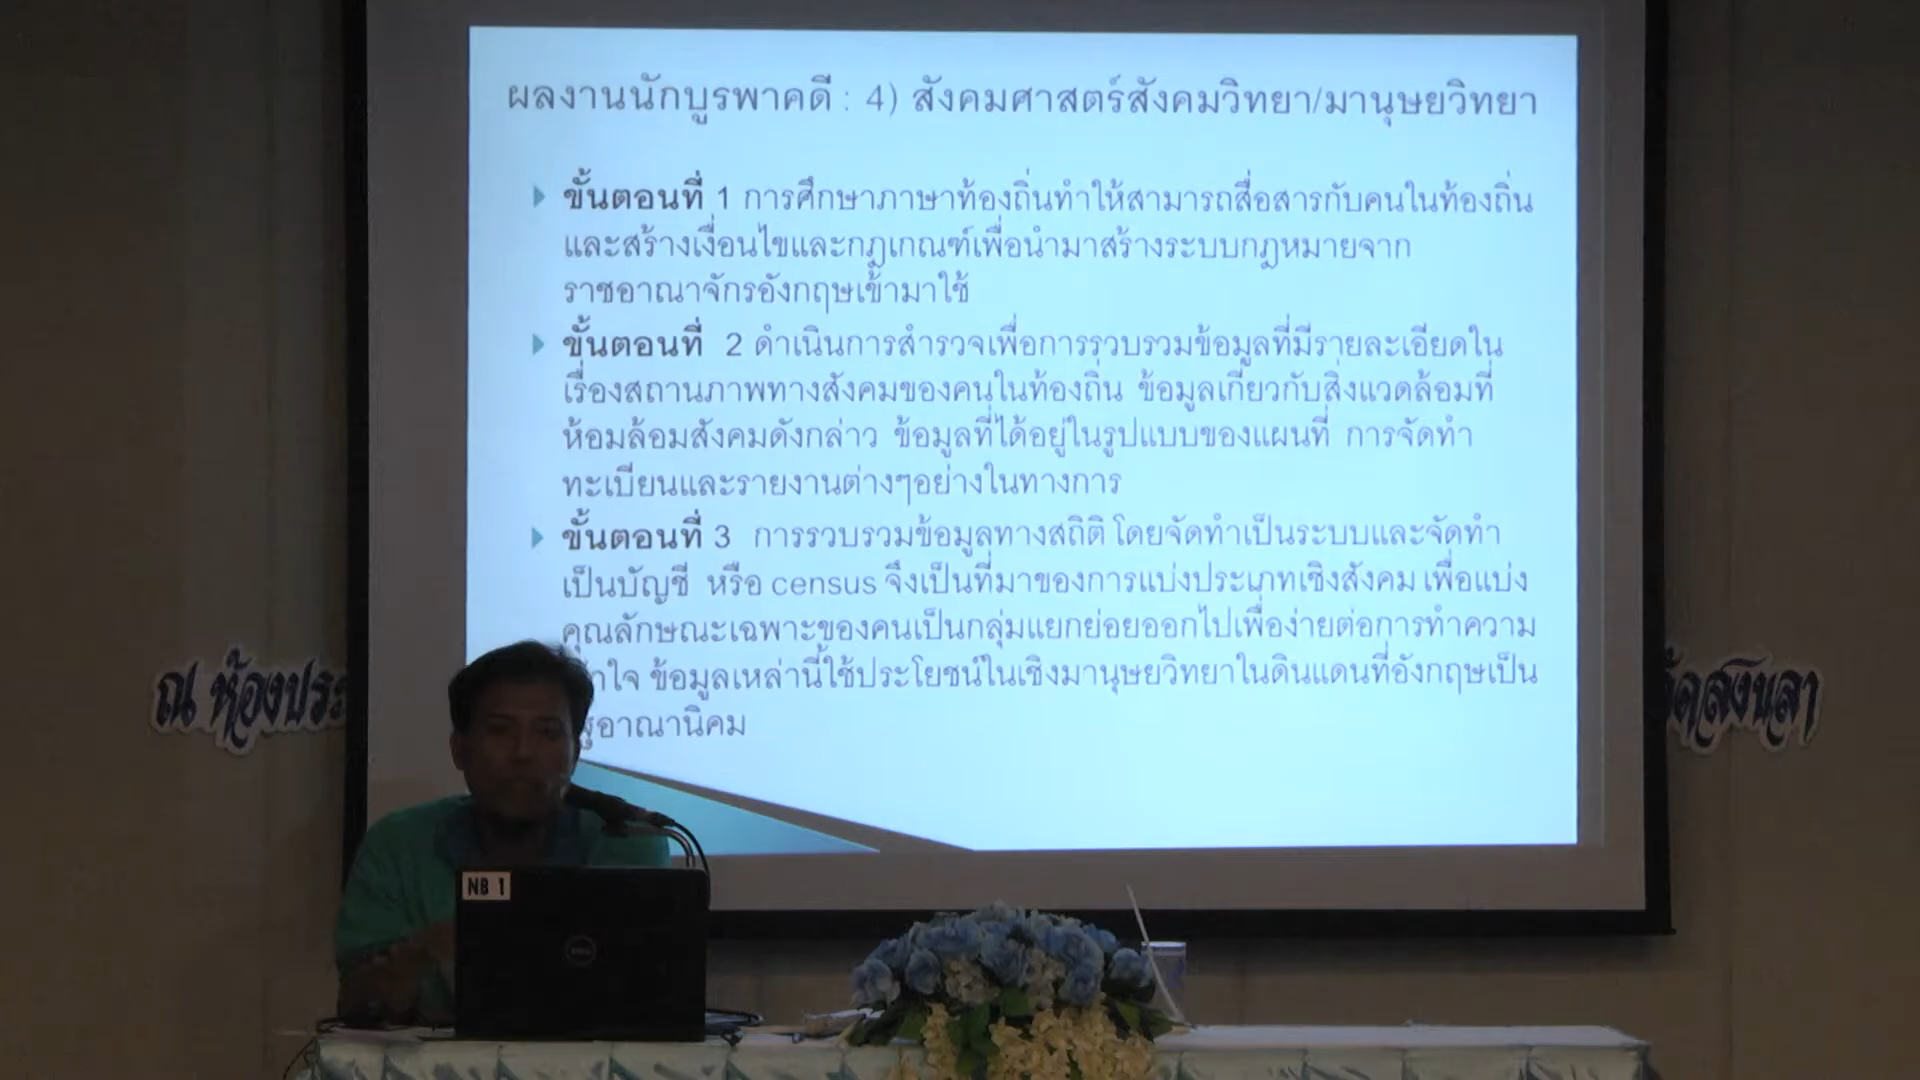 ผลงานนักบูรพาคดี : 4) สังคมศาสตร์สังคมวิทยา/มานุษยวิทยา
ขั้นตอนที่ 1 การศึกษาภาษาท้องถิ่นทำให้สามารถสื่อสารกับคนในท้องถิ่น
และสร้างเงื่อนไขและกฎเกณฑ์เพื่อนำมาสร้างระบบกฎหมายจาก
ราชอาณาจักรอังกฤษเข้ามาใช้
ขั้นตอนที่ 2 ดำเนินการสำรวจเพื่อการรวบรวมข้อมูลที่มีรายละเอียดใน
เรื่องสถานภาพทางสังคมของคนในท้องถิ่น ข้อมูลเกี่ยวกับสิ่งแวดล้อมที่
ห้อมล้อมสังคมดังกล่าว ข้อมูลที่ได้อยู่ในรูปแบบของแผนที่ การจัดทำ
ทะเบียนและรายงานต่างๆอย่างในทางการ
ขั้นตอนที่ 3 การรวบรวมข้อมูลทางสถิติ โดยจัดทำเป็นระบบและจัดทำ
เป็นบัญชี หรือ census จึงเป็นที่มาของการแบ่งประเภทเชิงสังคม เพื่อแบ่ง
คุณลักษณะเฉพาะของคนเป็นกลุ่มแยกย่อยออกไปเพื่อง่ายต่อการทำความ
าใจ ข้อมูลเหล่านี้ใช้ประโยชน์ในเชิงมานุษยวิทยาในดินแดนที่อังกฤษเป็น
ฐอาณานิคม
ณ ห้องประ
สงขลา
NB 1
DELL